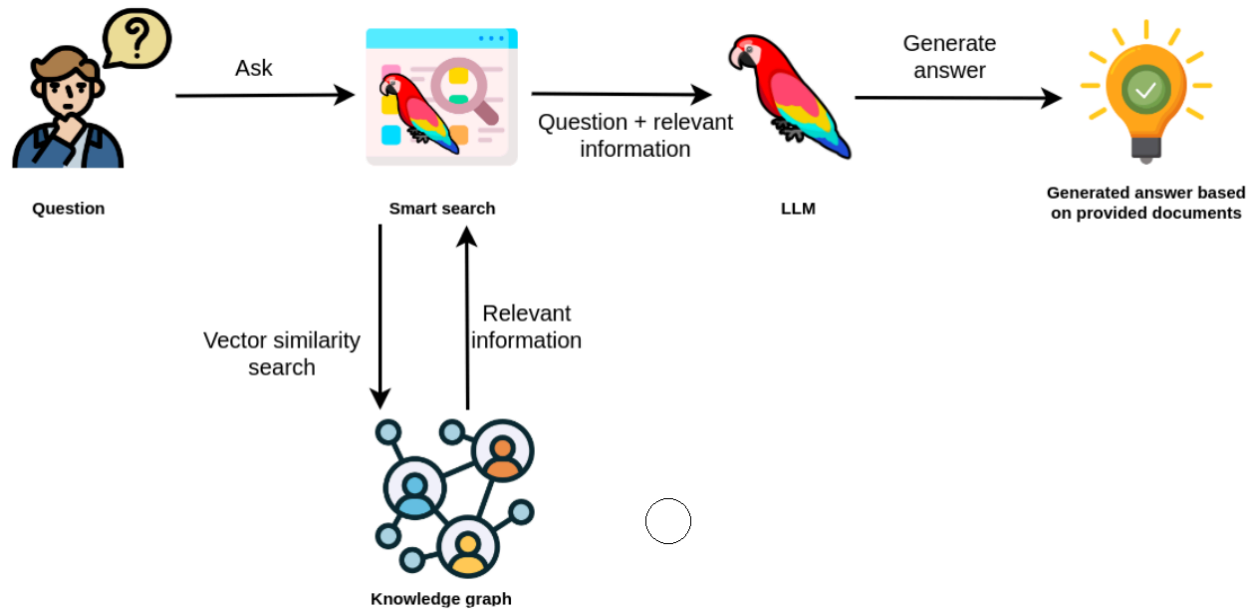 ?
Ask
Generate
answer
Question + relevant
information
Question
Smart search
LLM
Generated answer based
on provided documents
Vector similarity
search
Relevant
information
Knowledge graph